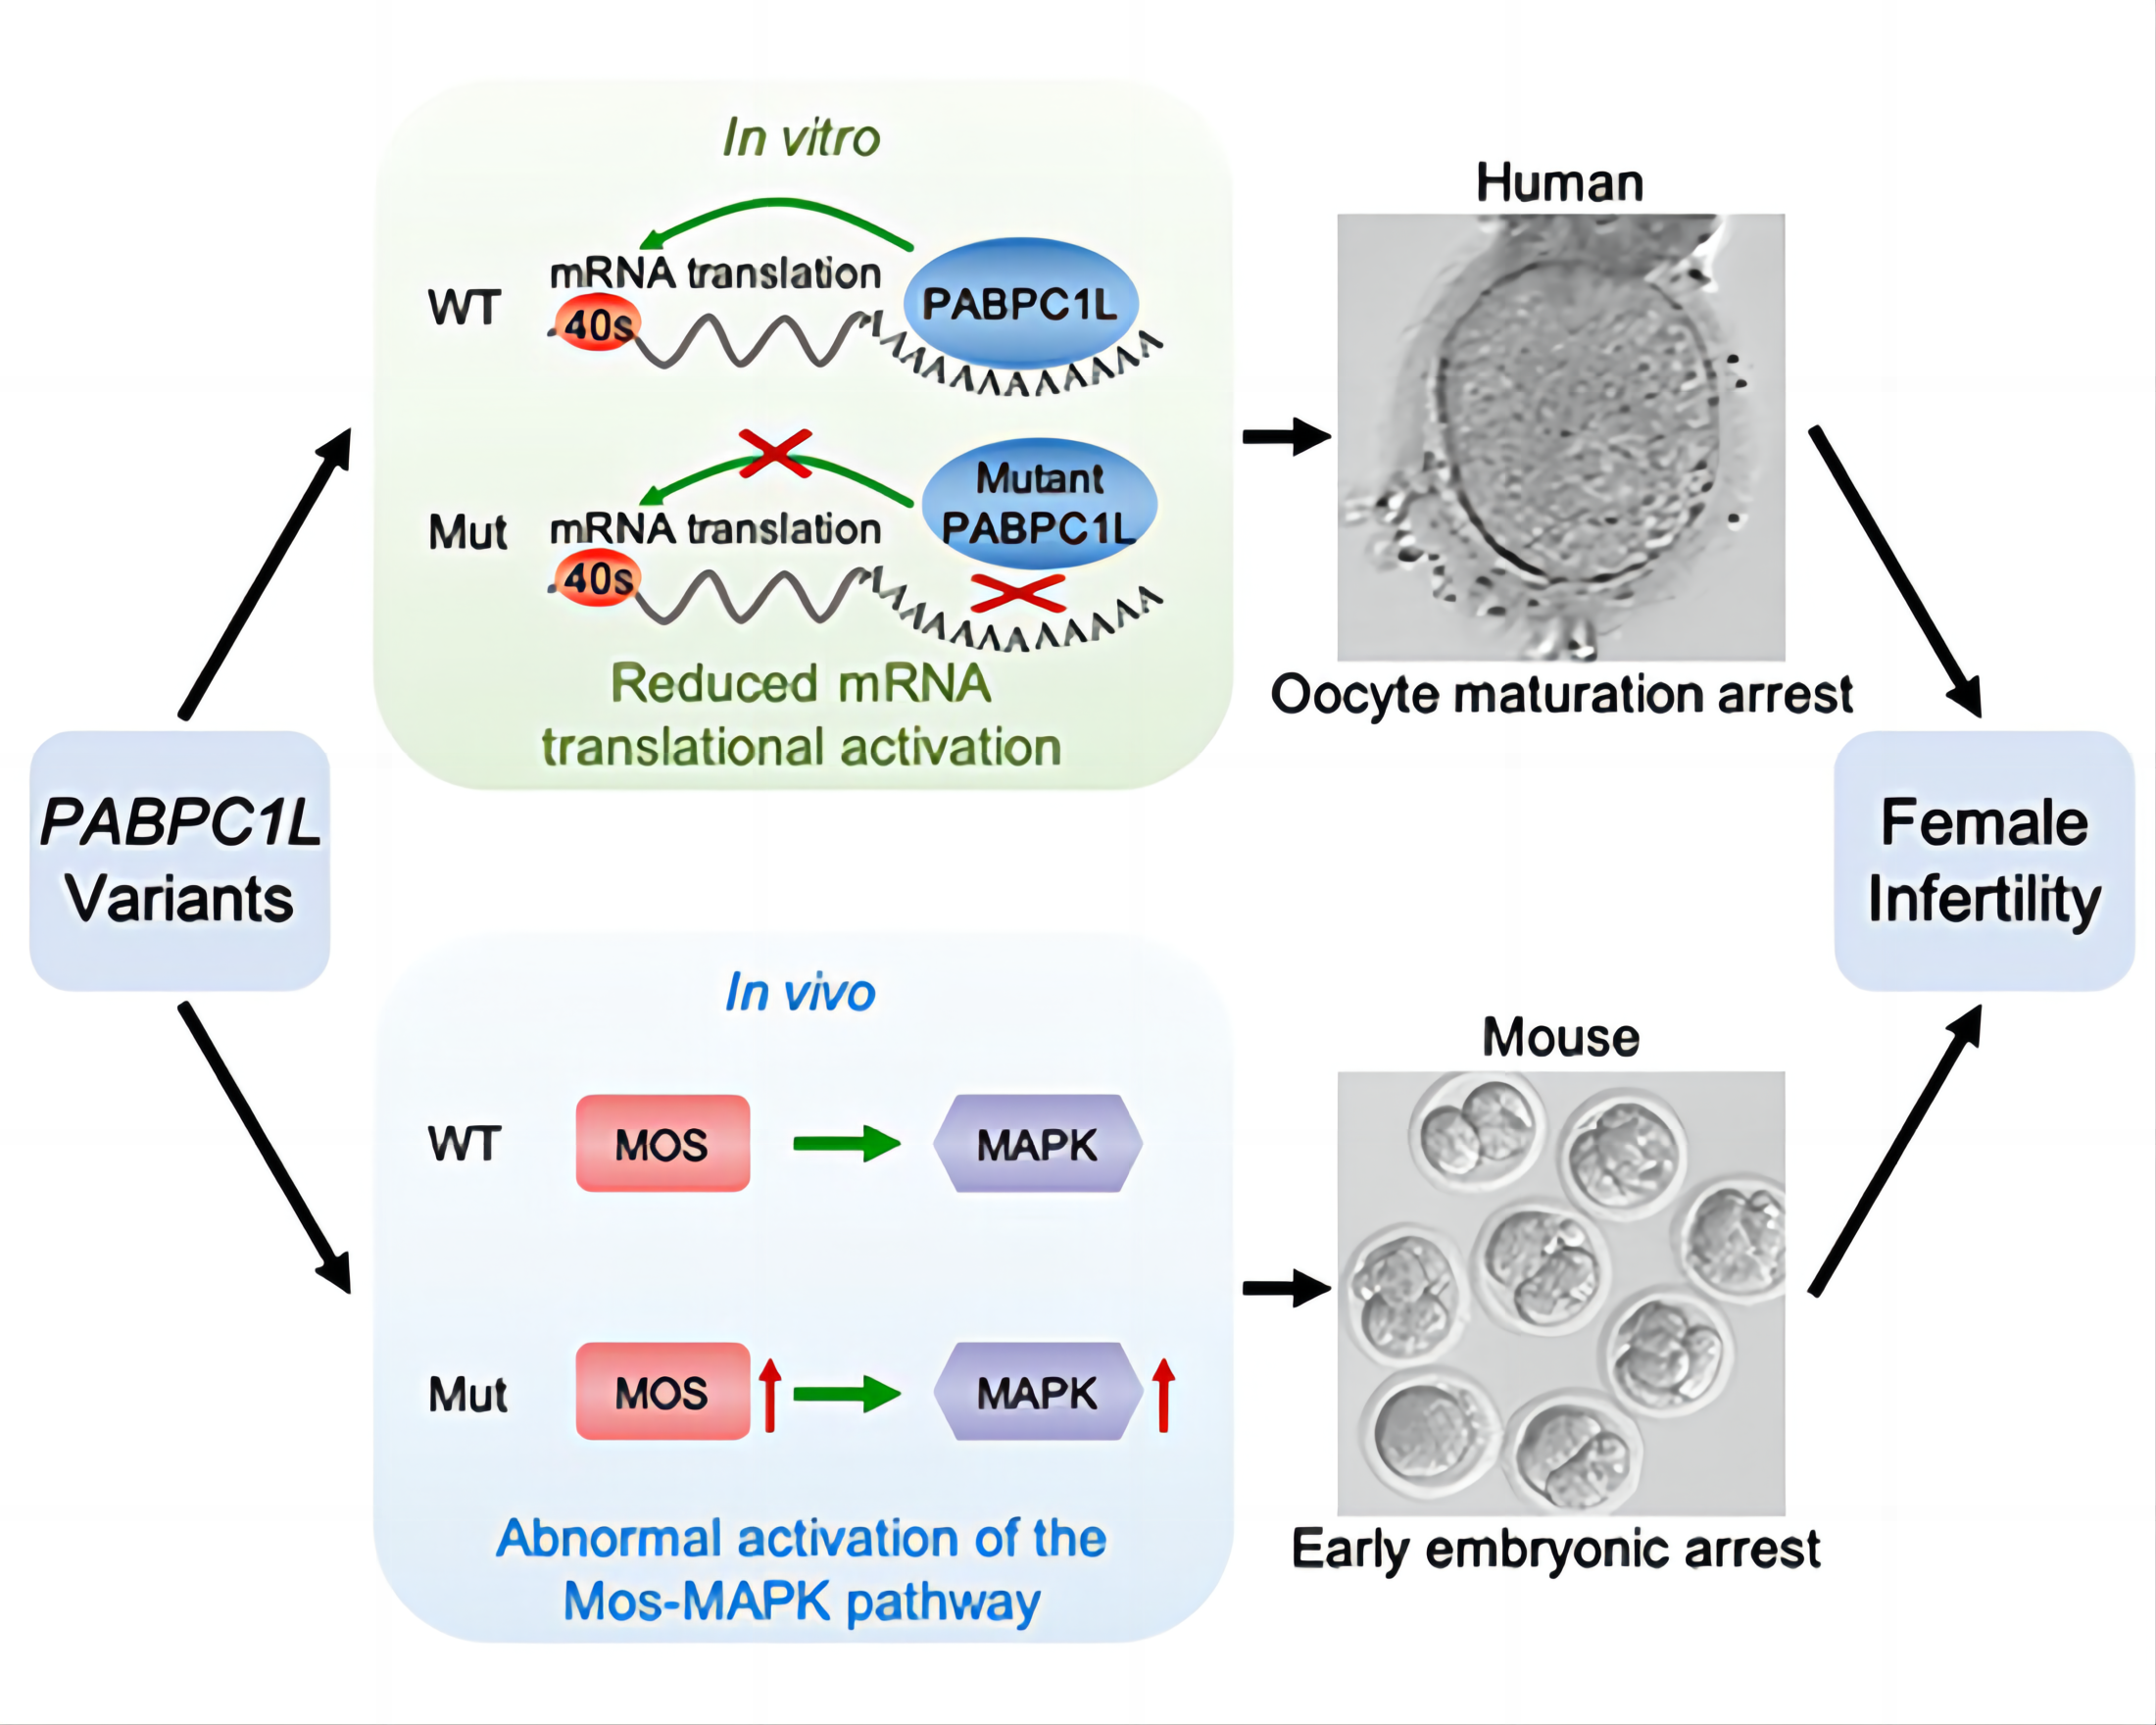 In vitro
WT
mRNA translation
40s
PABPC1L
Mut
mRNA translation
40s
Mutant
PABPC1L
Reduced mRNA
translational activation
Human
Oocyte maturation arrest
PABPC1L
Variants
Female
Infertility
In vivo
WT
MOS
MAPK
Mut
MOS
MAPK
Abnormal activation of the
Mos-MAPK pathway
Mouse
Early embryonic arrest